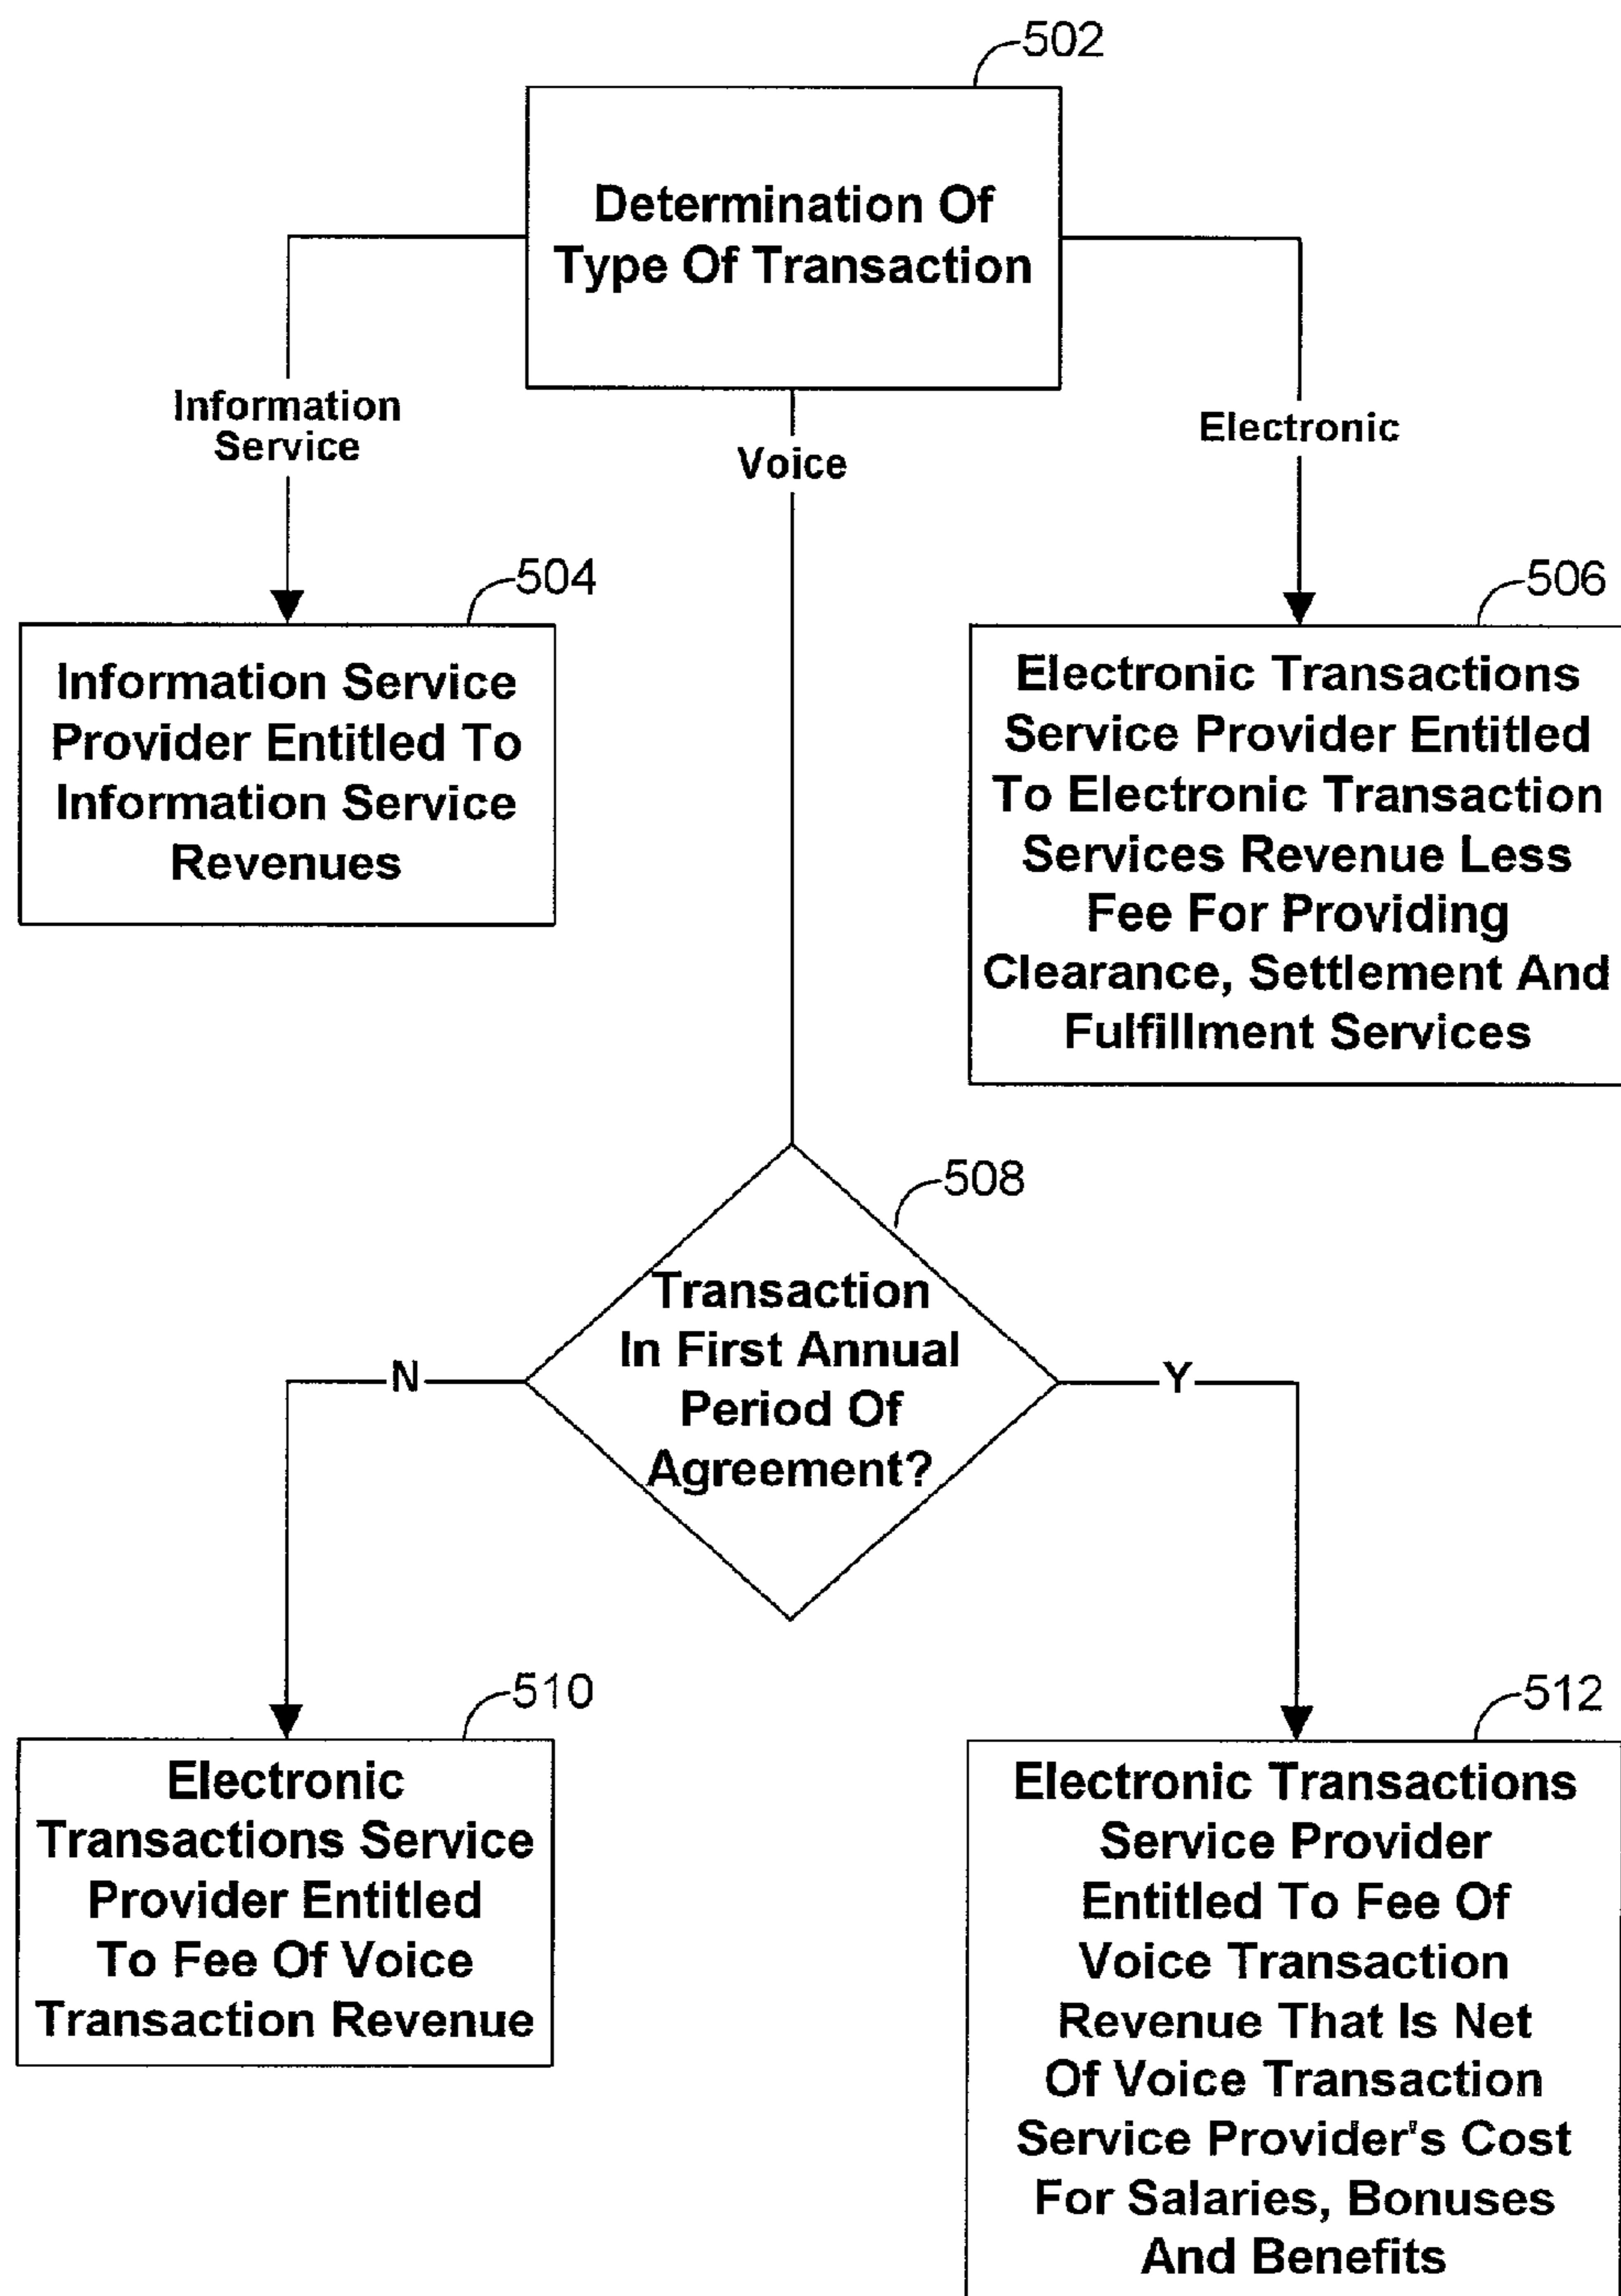 502
Determination Of
Type Of Transaction
Information
Service
Voice
Electronic
504
Information Service
Provider Entitled To
Information Service
Revenues
506
Electronic Transactions
Service Provider Entitled
To Electronic Transaction
Services Revenue Less
Fee For Providing
Clearance, Settlement And
Fulfillment Services
508
Transaction
In First Annual
Period Of
Agreement?
N
Y
510
Electronic
Transactions Service
Provider Entitled
To Fee Of Voice
Transaction Revenue
512
Electronic Transactions
Service Provider
Entitled To Fee Of
Voice Transaction
Revenue That Is Net
Of Voice Transaction
Service Provider's Cost
For Salaries, Bonuses
And Benefits